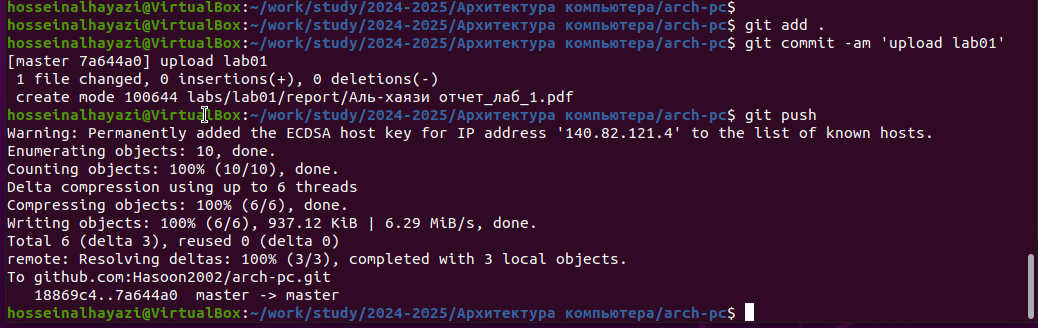 hosseinalhayazi@VirtualBox:~/work/study/2024-2025/Архитектура компьютера/arch-pc$
hosseinalhayazi@VirtualBox:~/work/study/2024-2025/Архитектура компьютера/arch-pc$ git add .
hosseinalhayazi@VirtualBox:~/work/study/2024-2025/Архитектура компьютера/arch-pc$ git commit -am 'upload lab01'
[master 7a644a0] upload lab01
 1 file changed, 0 insertions(+), 0 deletions(-)
 create mode 100644 labs/lab01/report/Аль-хаязи отчет_лаб_1.pdf
hosseinalhayazi@VirtualBox:~/work/study/2024-2025/Архитектура компьютера/arch-pc$ git push
Warning: Permanently added the ECDSA host key for IP address '140.82.121.4' to the list of known hosts.
Enumerating objects: 10, done.
Counting objects: 100% (10/10), done.
Delta compression using up to 6 threads
Compressing objects: 100% (6/6), done.
Writing objects: 100% (6/6), 937.12 KiB | 6.29 MiB/s, done.
Total 6 (delta 3), reused 0 (delta 0)
remote: Resolving deltas: 100% (3/3), completed with 3 local objects.
To github.com:Hasoon2002/arch-pc.git
   18869c4..7a644a0  master -> master
hosseinalhayazi@VirtualBox:~/work/study/2024-2025/Архитектура компьютера/arch-pc$